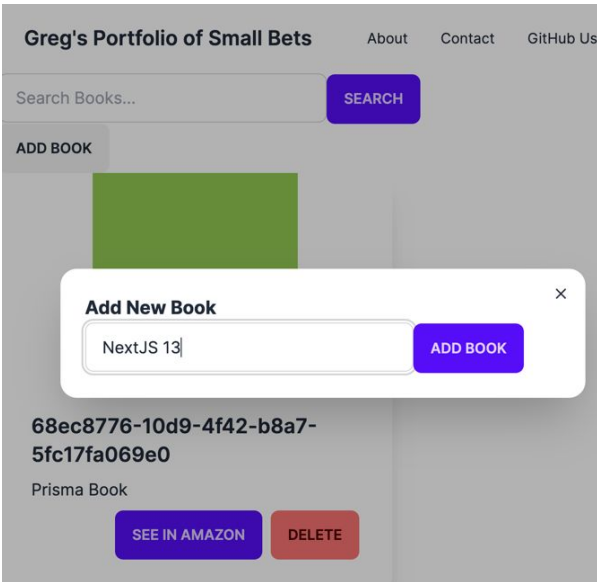 Greg's Portfolio of Small Bets About Contact GitHub Us
Search Books... SEARCH
ADD BOOK
Add New Book ×
NextJS 13 ADD BOOK
68ec8776-10d9-4f42-b8a7-
5fc17fa069e0
Prisma Book
SEE IN AMAZON DELETE